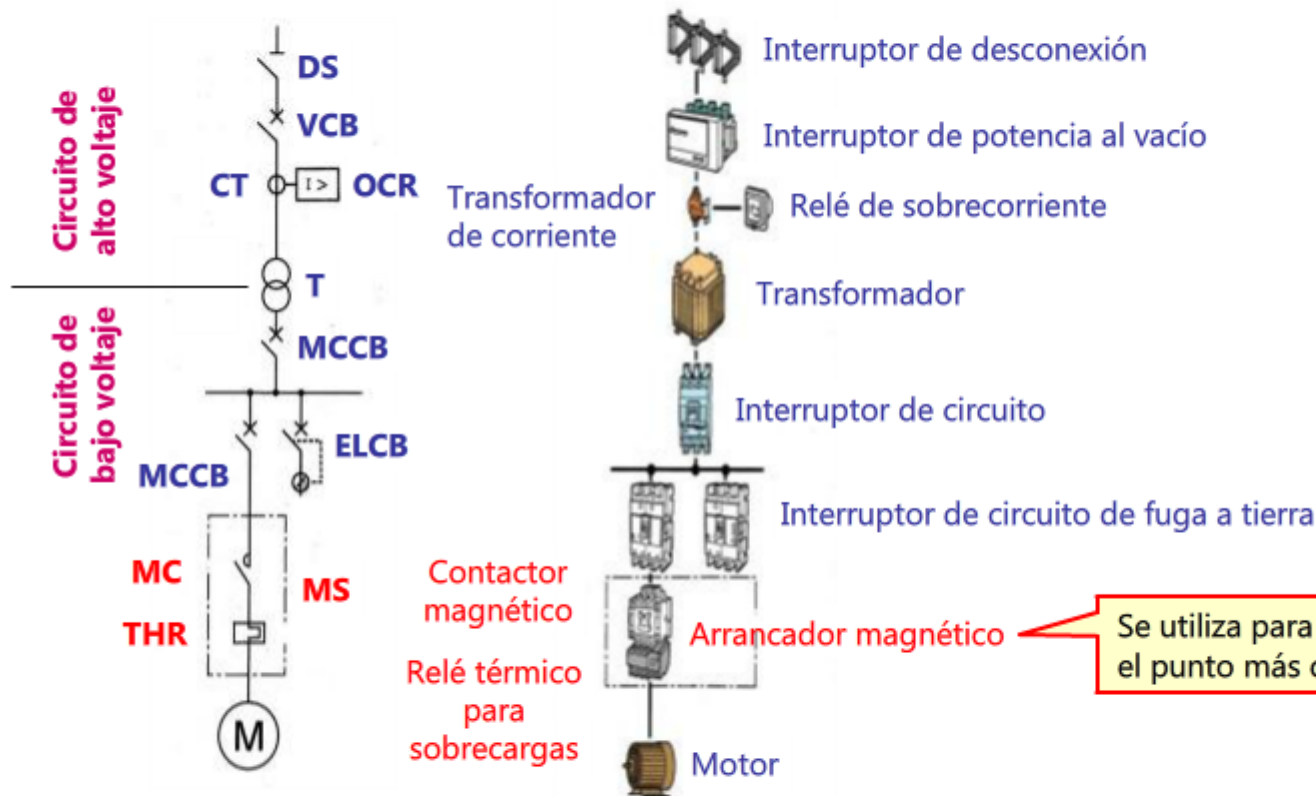 Circuito de
alto voltaje
DS
VCB
CT
I >
OCR
T
Circuito de
bajo voltaje
MCCB
MCCB
ELCB
MC
MS
THR
M
Interruptor de desconexión
Interruptor de potencia al vacío
Transformador
de corriente
Relé de sobrecorriente
Transformador
Interruptor de circuito
Interruptor de circuito de fuga a tierra
Contactor
magnético
Arrancador magnético
Se utiliza para
el punto más
Relé térmico
para
sobrecargas
Motor